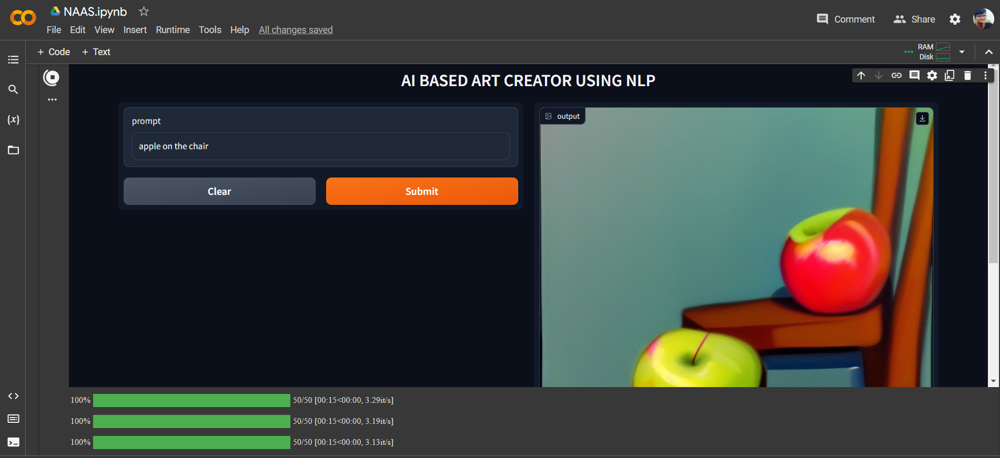 NAAS.ipynb
File Edit View Insert Runtime Tools Help All changes saved
Comment Share
+ Code + Text
RAM
Disk
{x}
AI BASED ART CREATOR USING NLP
prompt
apple on the chair
Clear Submit
output
100% 50/50 [00:15<00:00, 3.29it/s]
100% 50/50 [00:15<00:00, 3.19it/s]
100% 50/50 [00:15<00:00, 3.13it/s]